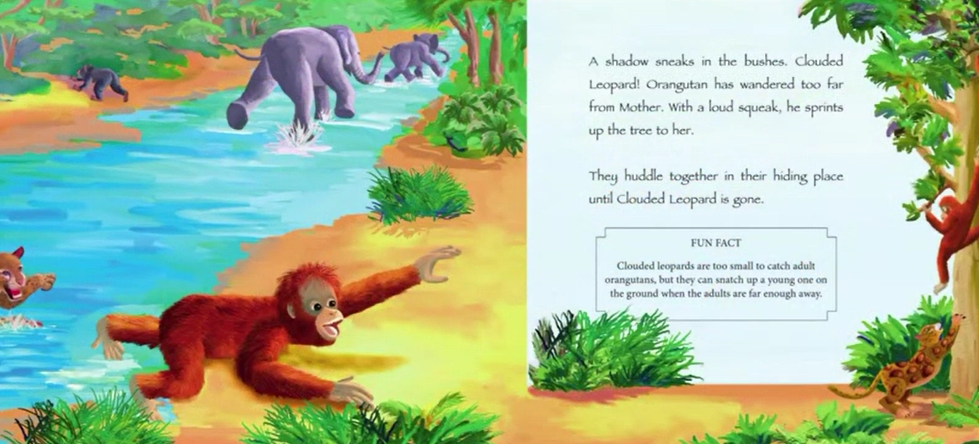 A shadow sneaks in the bushes. Clouded
Leopard! Orangutan has wandered too far
from Mother. With a loud squeak, he sprints
up the tree to her.
They huddle together in their hiding place
until Clouded Leopard is gone.
FUN FACT
Clouded leopards are too small to catch adult
orangutans, but they can snatch up a young one on
the ground when the adults are far enough away.